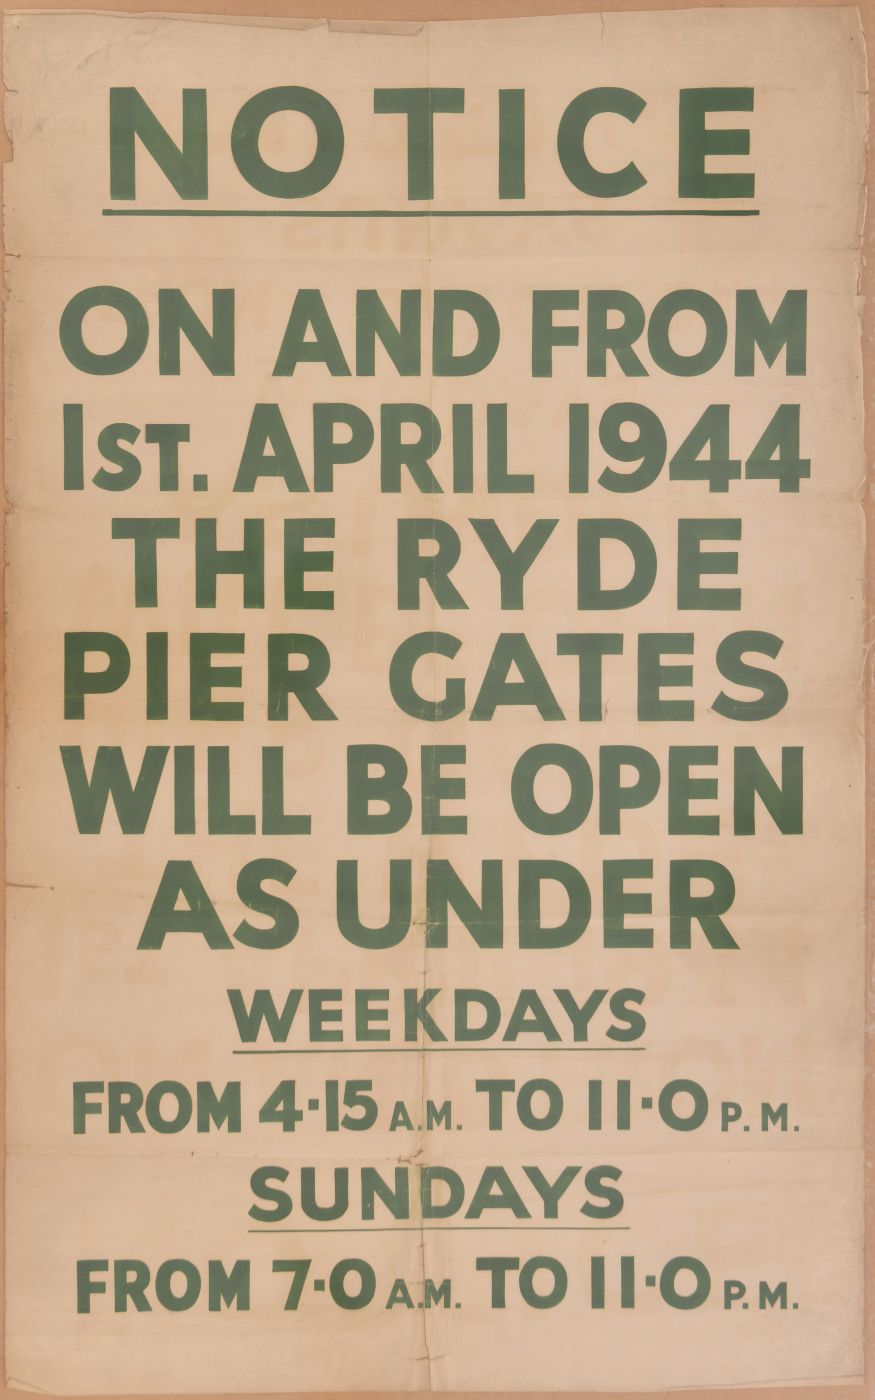 NOTICE
ON AND FROM
1ST. APRIL 1944
THE RYDE
PIER GATES
WILL BE OPEN
AS UNDER
WEEKDAYS
FROM 4·15 A.M. TO 11·0 P.M.
SUNDAYS
FROM 7·0 A.M. TO 11·0 P.M.